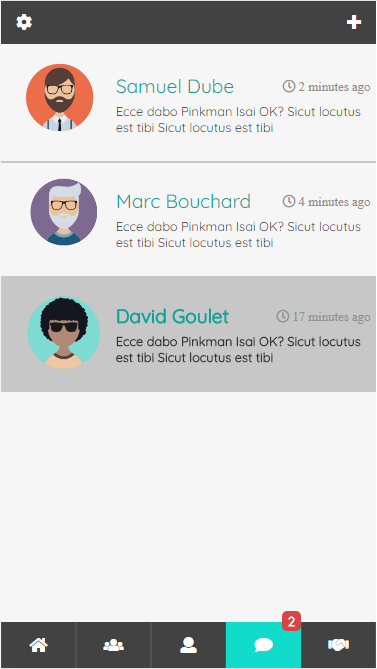 Samuel Dube
2 minutes ago
Ecce dabo Pinkman Isai OK? Sicut locutus
est tibi Sicut locutus est tibi
Marc Bouchard
4 minutes ago
Ecce dabo Pinkman Isai OK? Sicut locutus
est tibi Sicut locutus est tibi
David Goulet
17 minutes ago
Ecce dabo Pinkman Isai OK? Sicut locutus
est tibi Sicut locutus est tibi
2